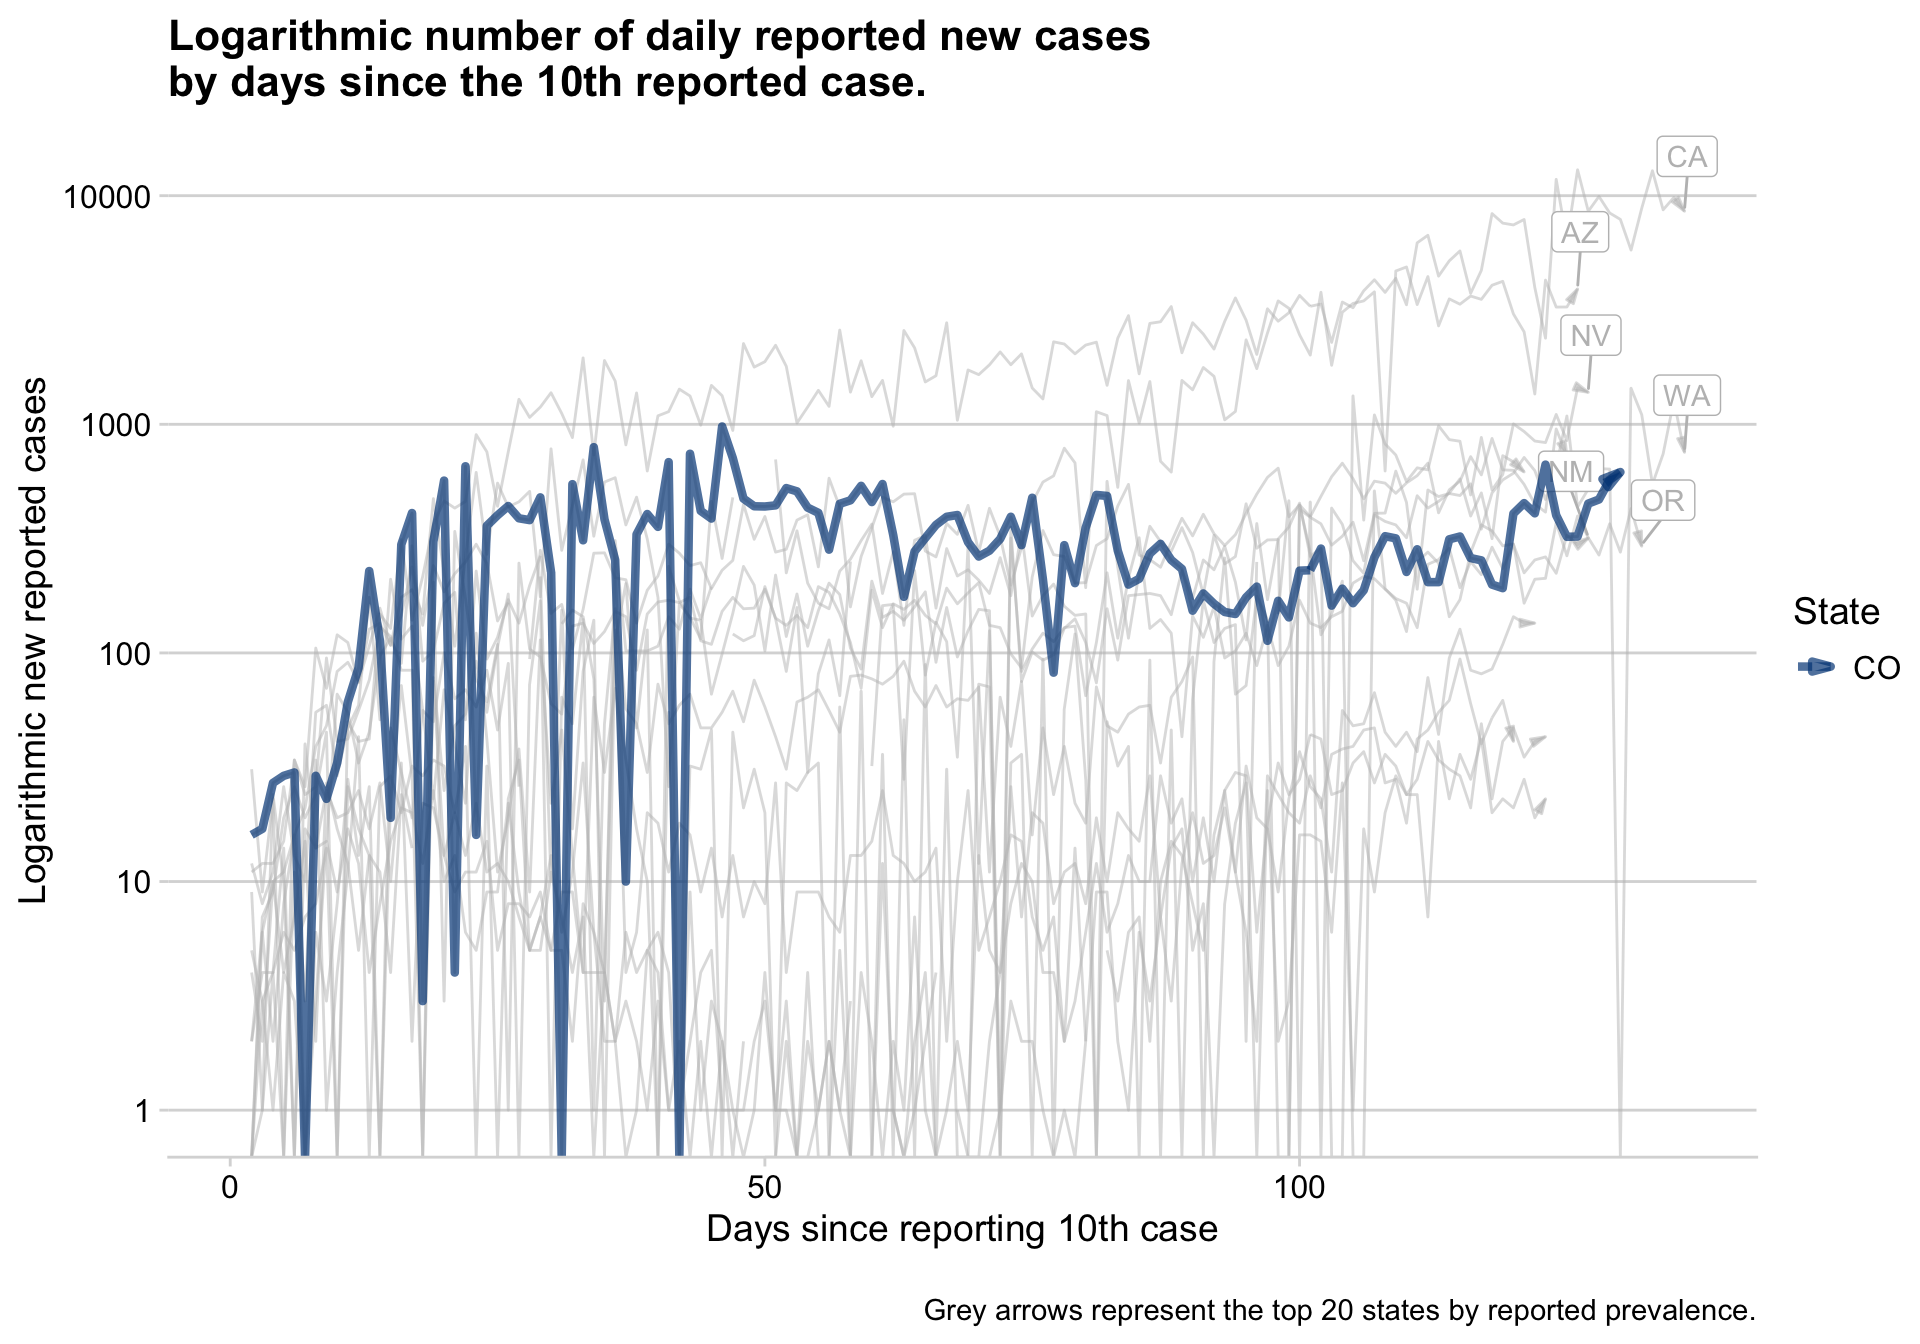 Logarithmic number of daily reported new cases
by days since the 10th reported case.
Logarithmic new reported cases
10000
1000
100
10
1
CA
AZ
NV
WA
NM
OR
State
CO
0
50
100
Days since reporting 10th case
Grey arrows represent the top 20 states by reported prevalence.